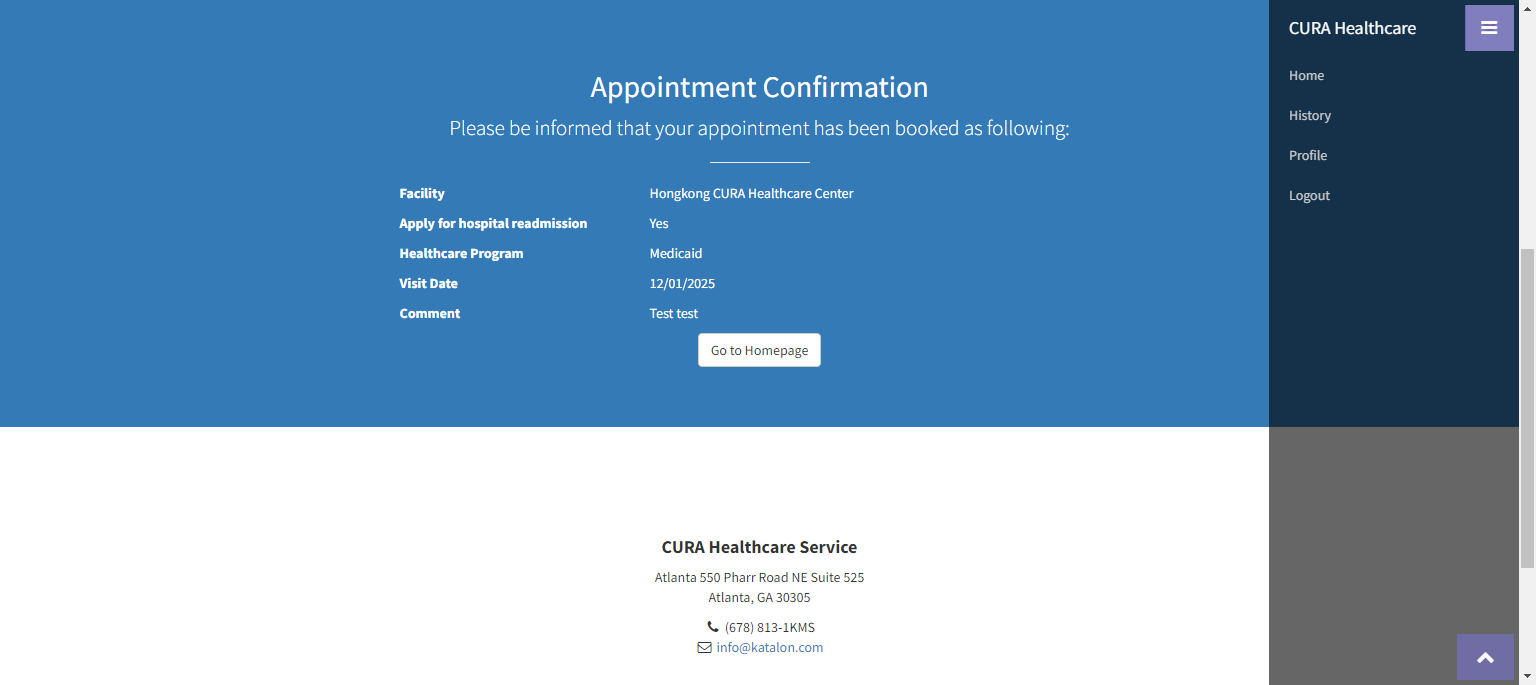 CURA Healthcare
Home
History
Profile
Logout
Appointment Confirmation
Please be informed that your appointment has been booked as following:
Facility Hongkong CURA Healthcare Center
Apply for hospital readmission Yes
Healthcare Program Medicaid
Visit Date 12/01/2025
Comment Test test
Go to Homepage
CURA Healthcare Service
Atlanta 550 Pharr Road NE Suite 525
Atlanta, GA 30305
(678) 813-1KMS
info@katalon.com